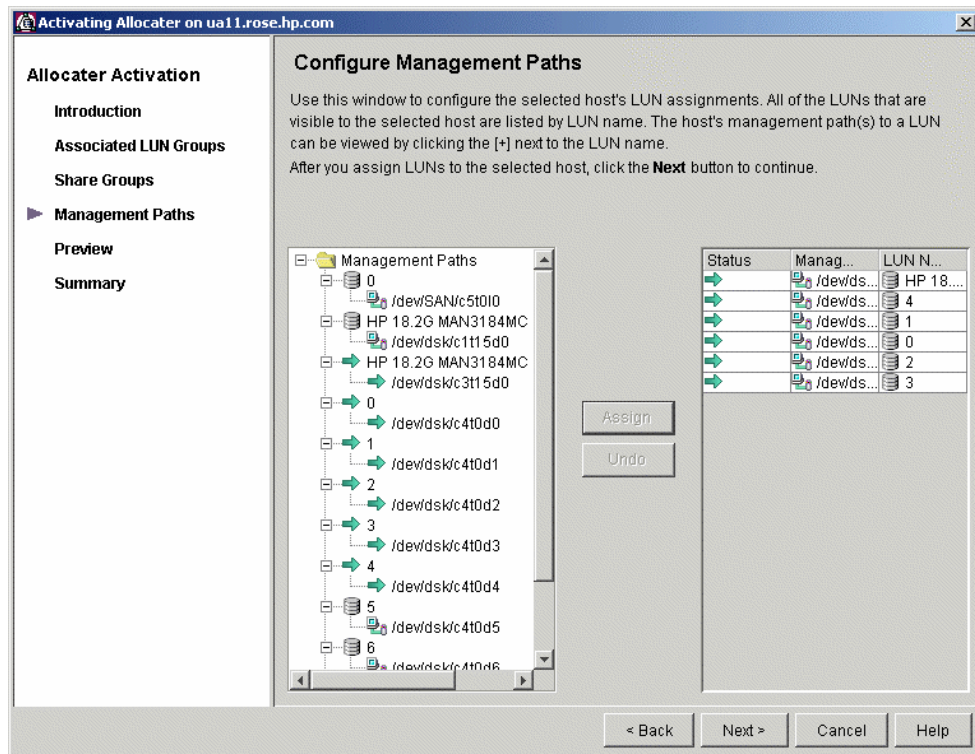 Activating Allocater on ua11.rose.hp.com
Allocater Activation
Introduction
Associated LUN Groups
Share Groups
Management Paths
Preview
Summary
Configure Management Paths
Use this window to configure the selected host's LUN assignments. All of the LUNs that are
visible to the selected host are listed by LUN name. The host's management path(s) to a LUN
can be viewed by clicking the [+] next to the LUN name.
After you assign LUNs to the selected host, click the Next button to continue.
Management Paths
0
/dev/SAN/c5t0l0
HP 18.2G MAN3184MC
/dev/dsk/c1t15d0
HP 18.2G MAN3184MC
/dev/dsk/c3t15d0
0
/dev/dsk/c4t0d0
1
/dev/dsk/c4t0d1
2
/dev/dsk/c4t0d2
3
/dev/dsk/c4t0d3
4
/dev/dsk/c4t0d4
5
/dev/dsk/c4t0d5
6
/dev/dsk/c4t0d6
Assign
Undo
Status Manag... LUN N...
/dev/ds... HP 18....
/dev/ds... 4
/dev/ds... 1
/dev/ds... 0
/dev/ds... 2
/dev/ds... 3
< Back Next > Cancel Help